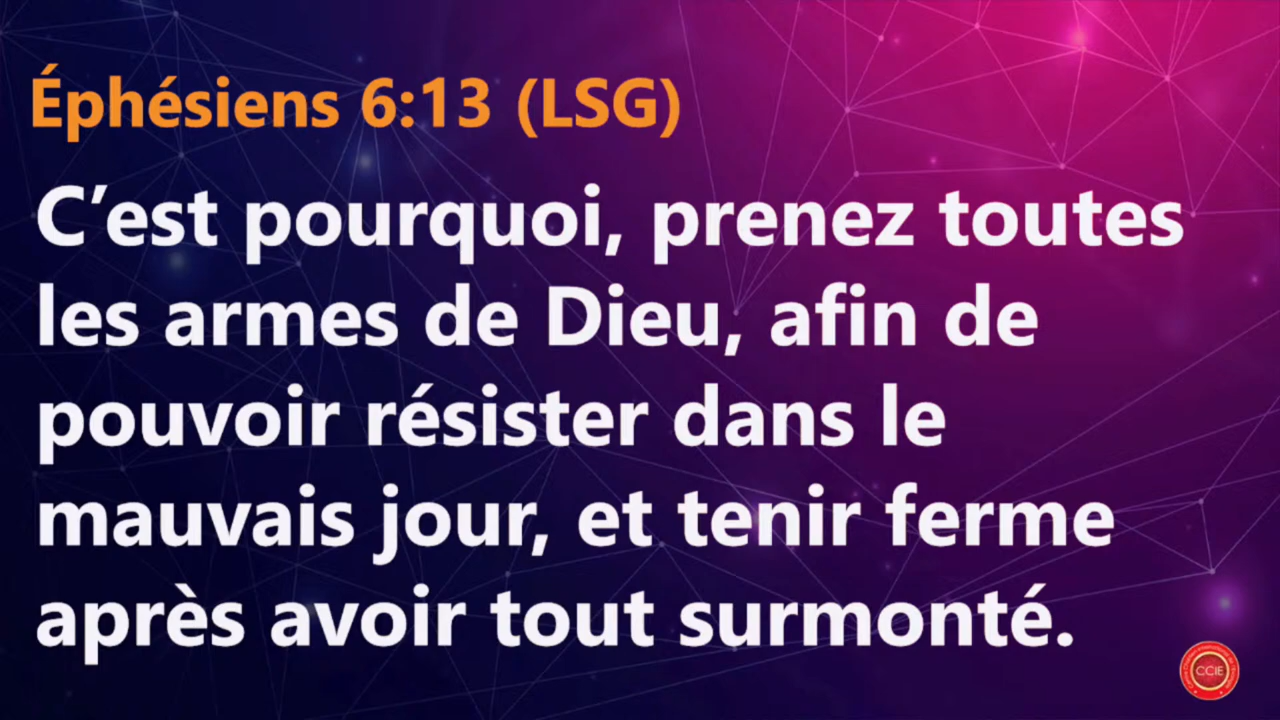 Éphésiens 6:13 (LSG)
C’est pourquoi, prenez toutes
les armes de Dieu, afin de
pouvoir résister dans le
mauvais jour, et tenir ferme
après avoir tout surmonté.
CCIE